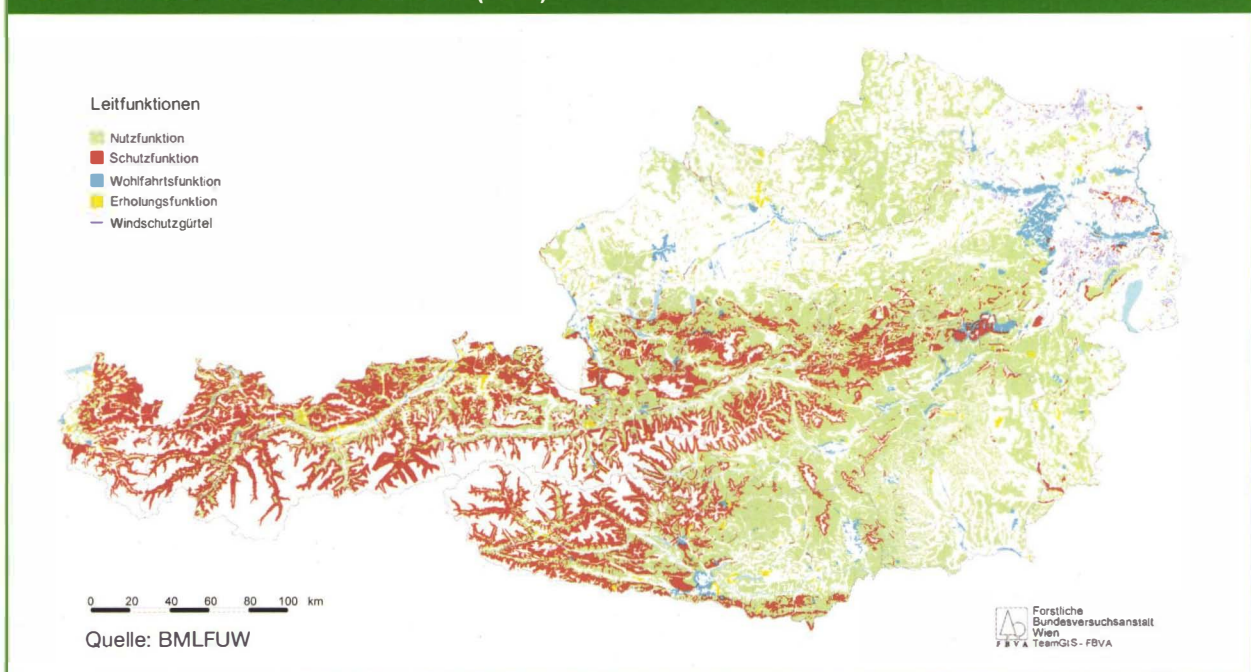 Leitfunktionen
Nutzfunktion
Schutzfunktion
Wohlfahrtsfunktion
Erholungsfunktion
Windschutzgürtel
0 20 40 60 80 100 km
Quelle: BMLFUW
Forstliche
Bundesversuchsanstalt
Wien
FBVA TeamGIS - FBVA